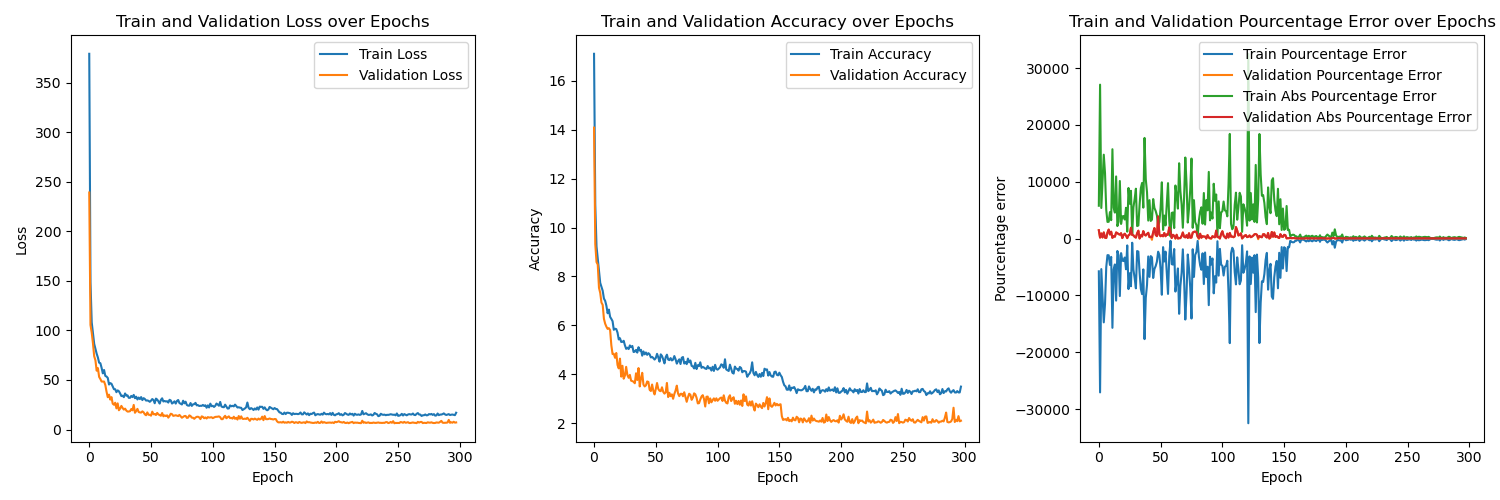 Train and Validation Loss over Epochs
Train Loss
Validation Loss
350
300
250
200
150
100
50
0
Loss
0
50
100
150
200
250
300
Epoch
Train and Validation Accuracy over Epochs
Train Accuracy
Validation Accuracy
16
14
12
10
8
6
4
2
Accuracy
0
50
100
150
200
250
300
Epoch
Train and Validation Pourcentage Error over Epochs
Train Pourcentage Error
Validation Pourcentage Error
Train Abs Pourcentage Error
Validation Abs Pourcentage Error
30000
20000
10000
0
−10000
−20000
−30000
Pourcentage error
0
50
100
150
200
250
300
Epoch